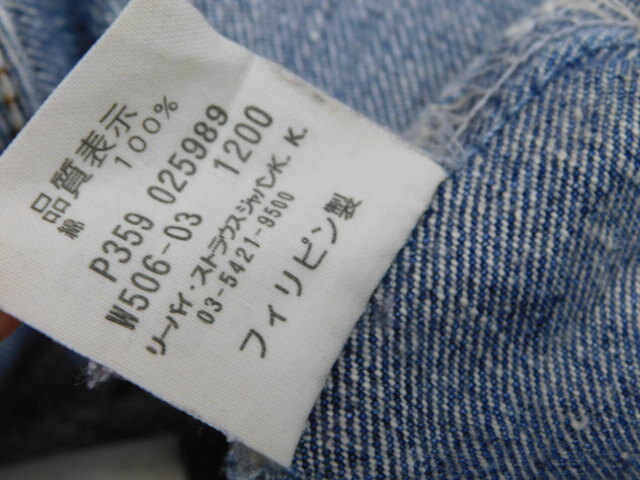 品質表示
綿 100%
P359 025989
W506-03 1200
リーバイ・ストラウスジャパンK.K.
03-5421-9500
フィリピン製